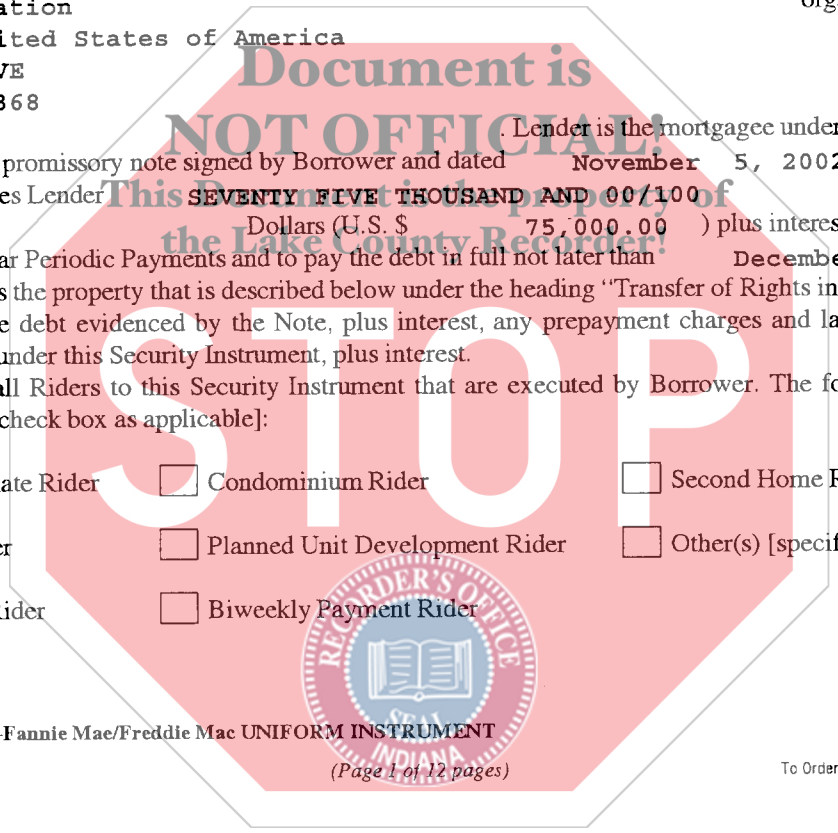 ation
org
ited States of America
VE
368
Document is
NOT OFFICIAL!
. Lender is the mortgagee under
promissory note signed by Borrower and dated November 5, 2002
es Lender SEVENTY FIVE THOUSAND AND 00/100
This Document is the property of
Dollars (U.S. $ 75,000.00 ) plus interes
the Lake County Recorder!
ar Periodic Payments and to pay the debt in full not later than Decembe
s the property that is described below under the heading "Transfer of Rights in
e debt evidenced by the Note, plus interest, any prepayment charges and la
under this Security Instrument, plus interest.
all Riders to this Security Instrument that are executed by Borrower. The fo
check box as applicable]:
STOP
ate Rider Condominium Rider Second Home R
er Planned Unit Development Rider Other(s) [specif
ider Biweekly Payment Rider
RECORDER'S OFFICE
SEAL
INDIANA
-Fannie Mae/Freddie Mac UNIFORM INSTRUMENT
(Page 1 of 12 pages)
To Order